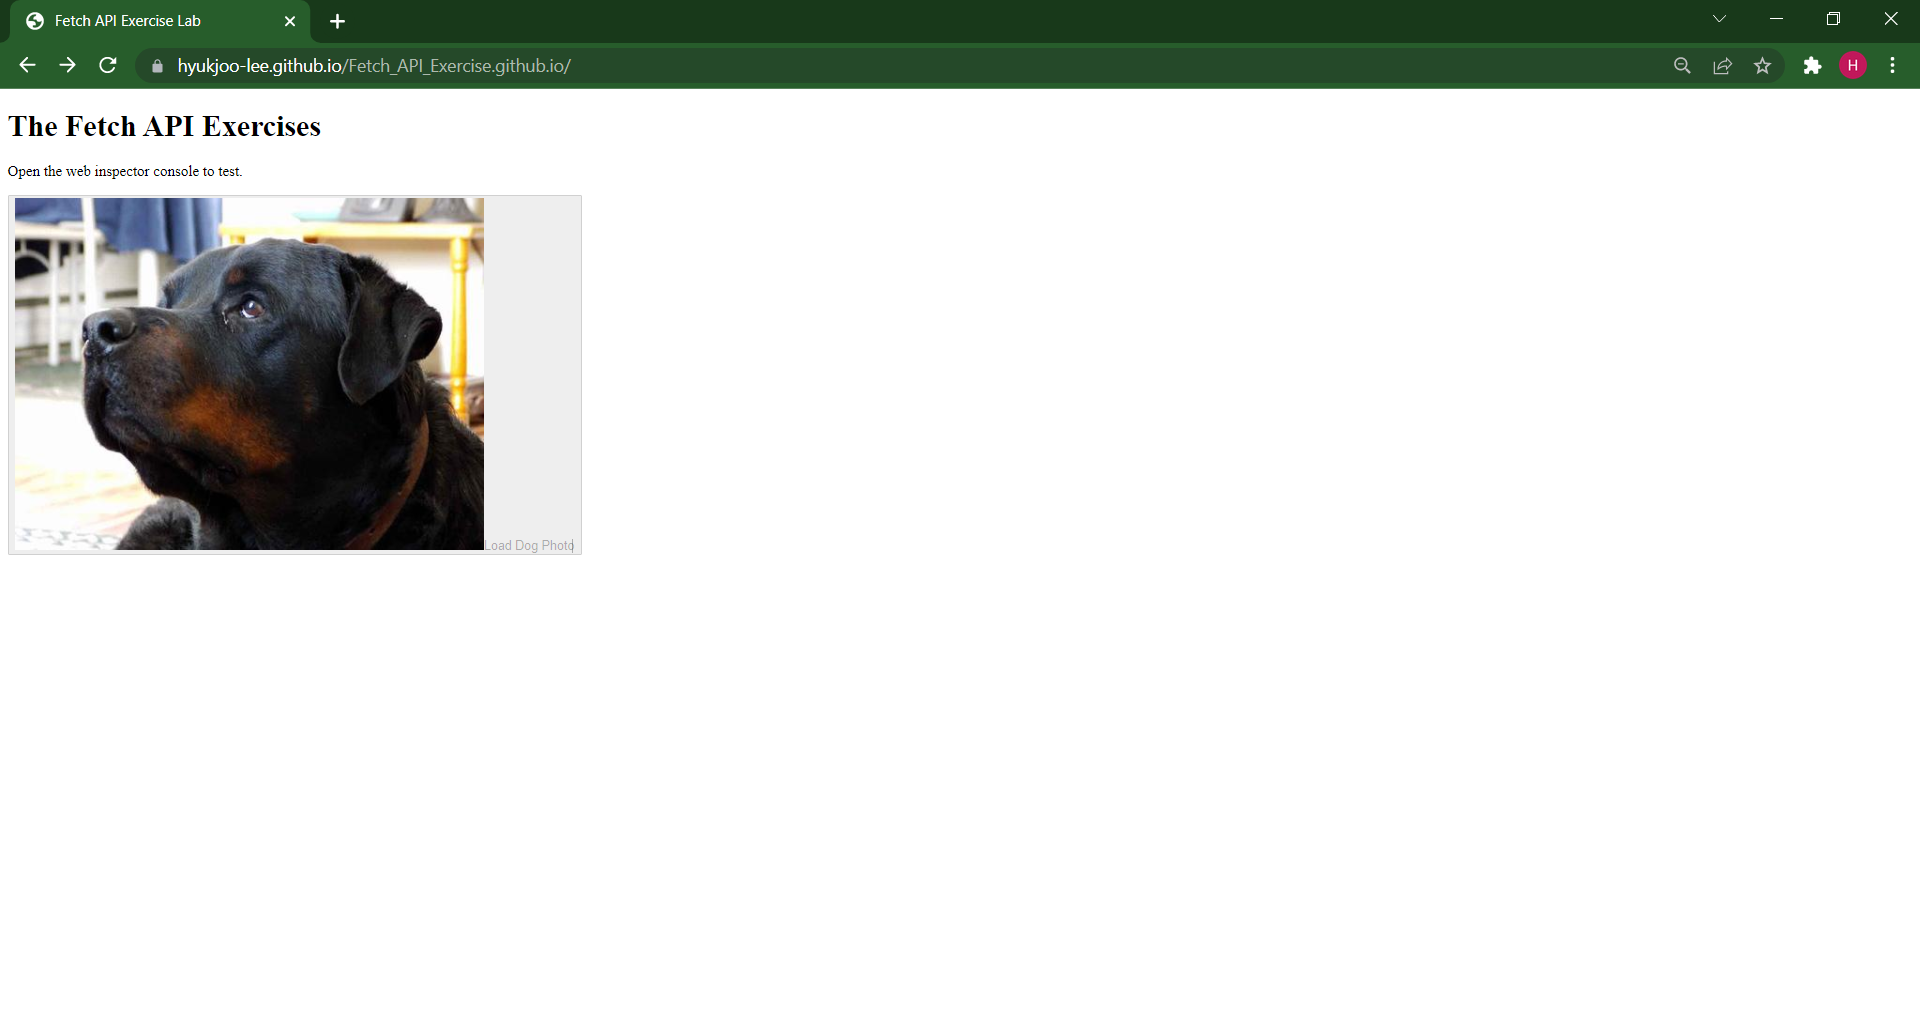 Fetch API Exercise Lab
hyukjoo-lee.github.io/Fetch_API_Exercise.github.io/
H
The Fetch API Exercises
Open the web inspector console to test.
Load Dog Photo